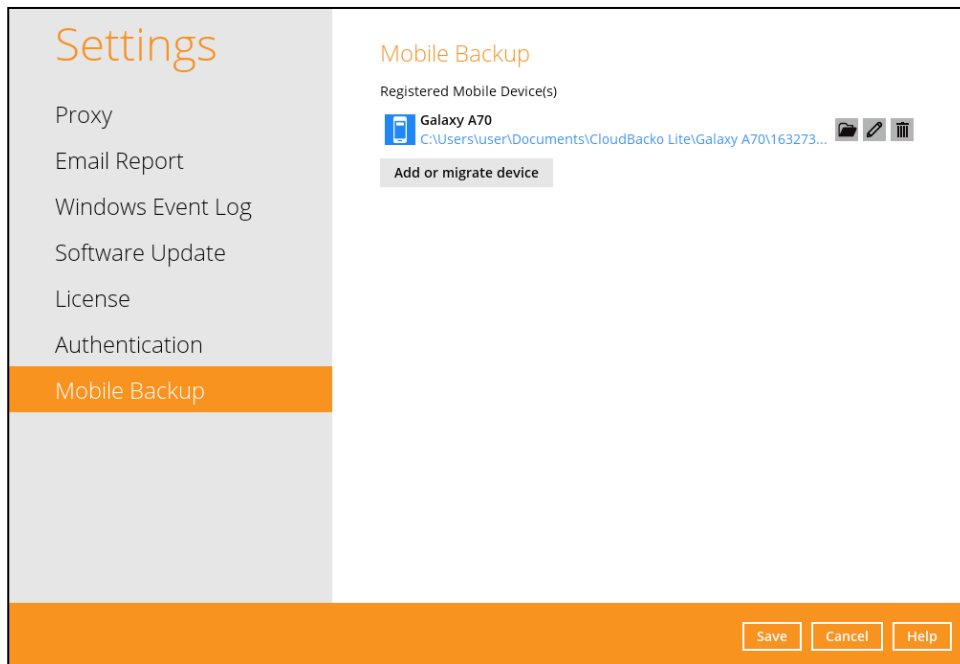 Settings
Proxy
Email Report
Windows Event Log
Software Update
License
Authentication
Mobile Backup
Mobile Backup
Registered Mobile Device(s)
Galaxy A70
C:\Users\user\Documents\CloudBacko Lite\Galaxy A70\163273...
Add or migrate device
Save
Cancel
Help